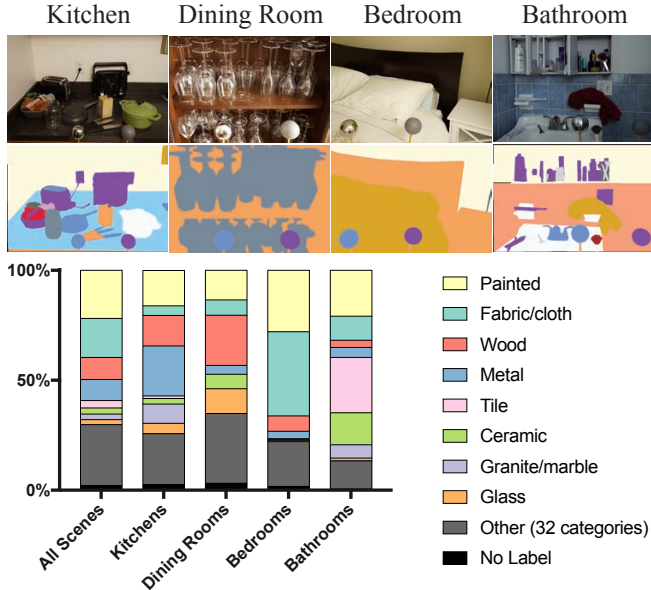 Kitchen Dining Room Bedroom Bathroom
100%
50%
0%
All Scenes
Kitchens
Dining Rooms
Bedrooms
Bathrooms
Painted
Fabric/cloth
Wood
Metal
Tile
Ceramic
Granite/marble
Glass
Other (32 categories)
No Label